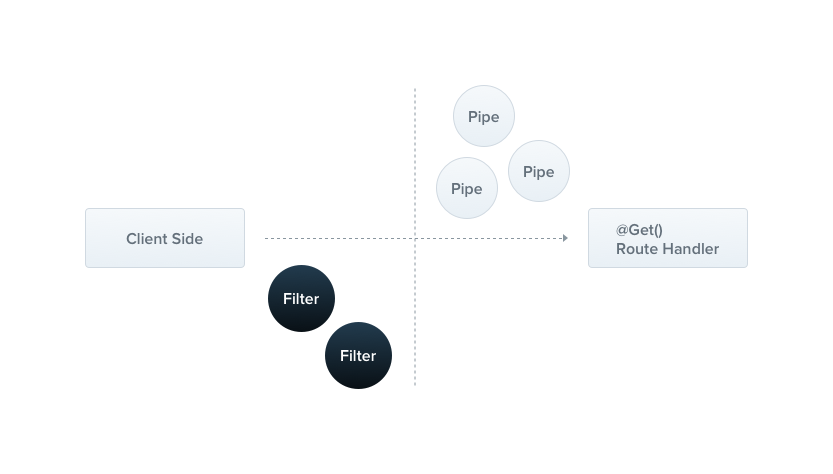 Pipe
Pipe
Pipe
Client Side
@Get()
Route Handler
Filter
Filter